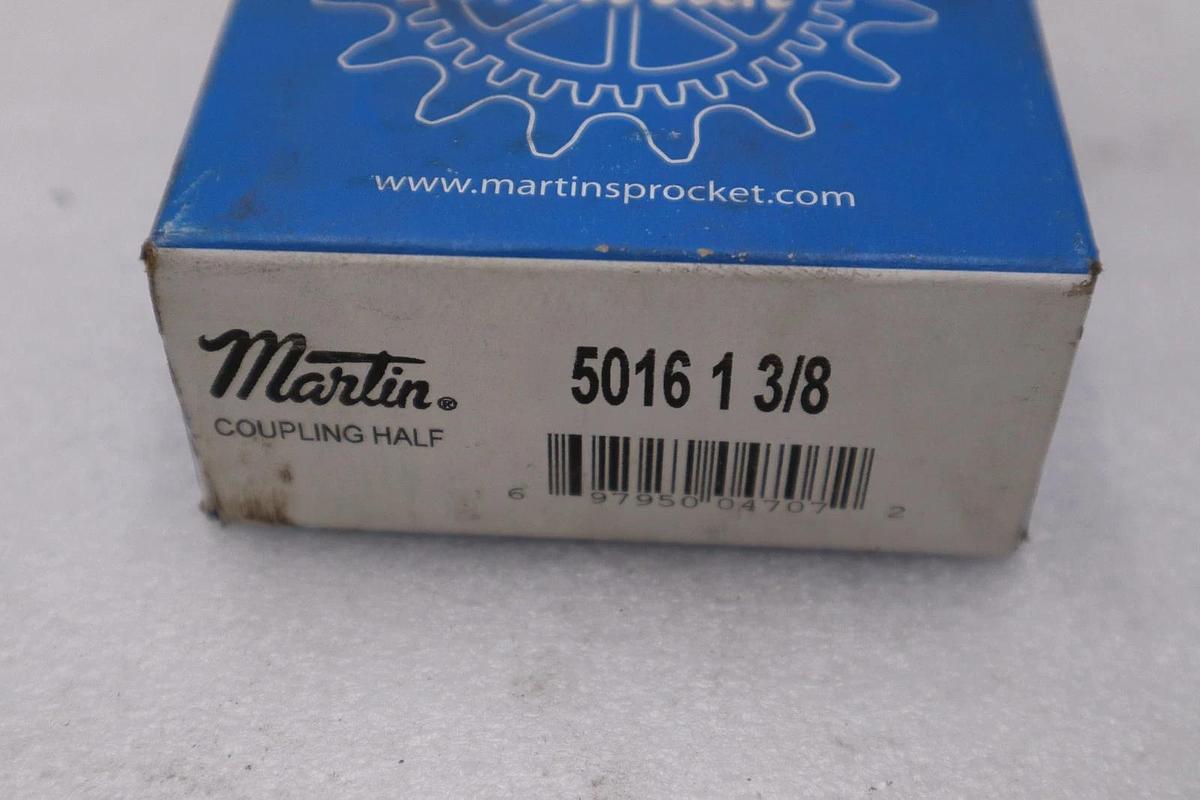 www.martinsprocket.com
Martin®
5016 1 3/8
COUPLING HALF
6 97950 04707 2